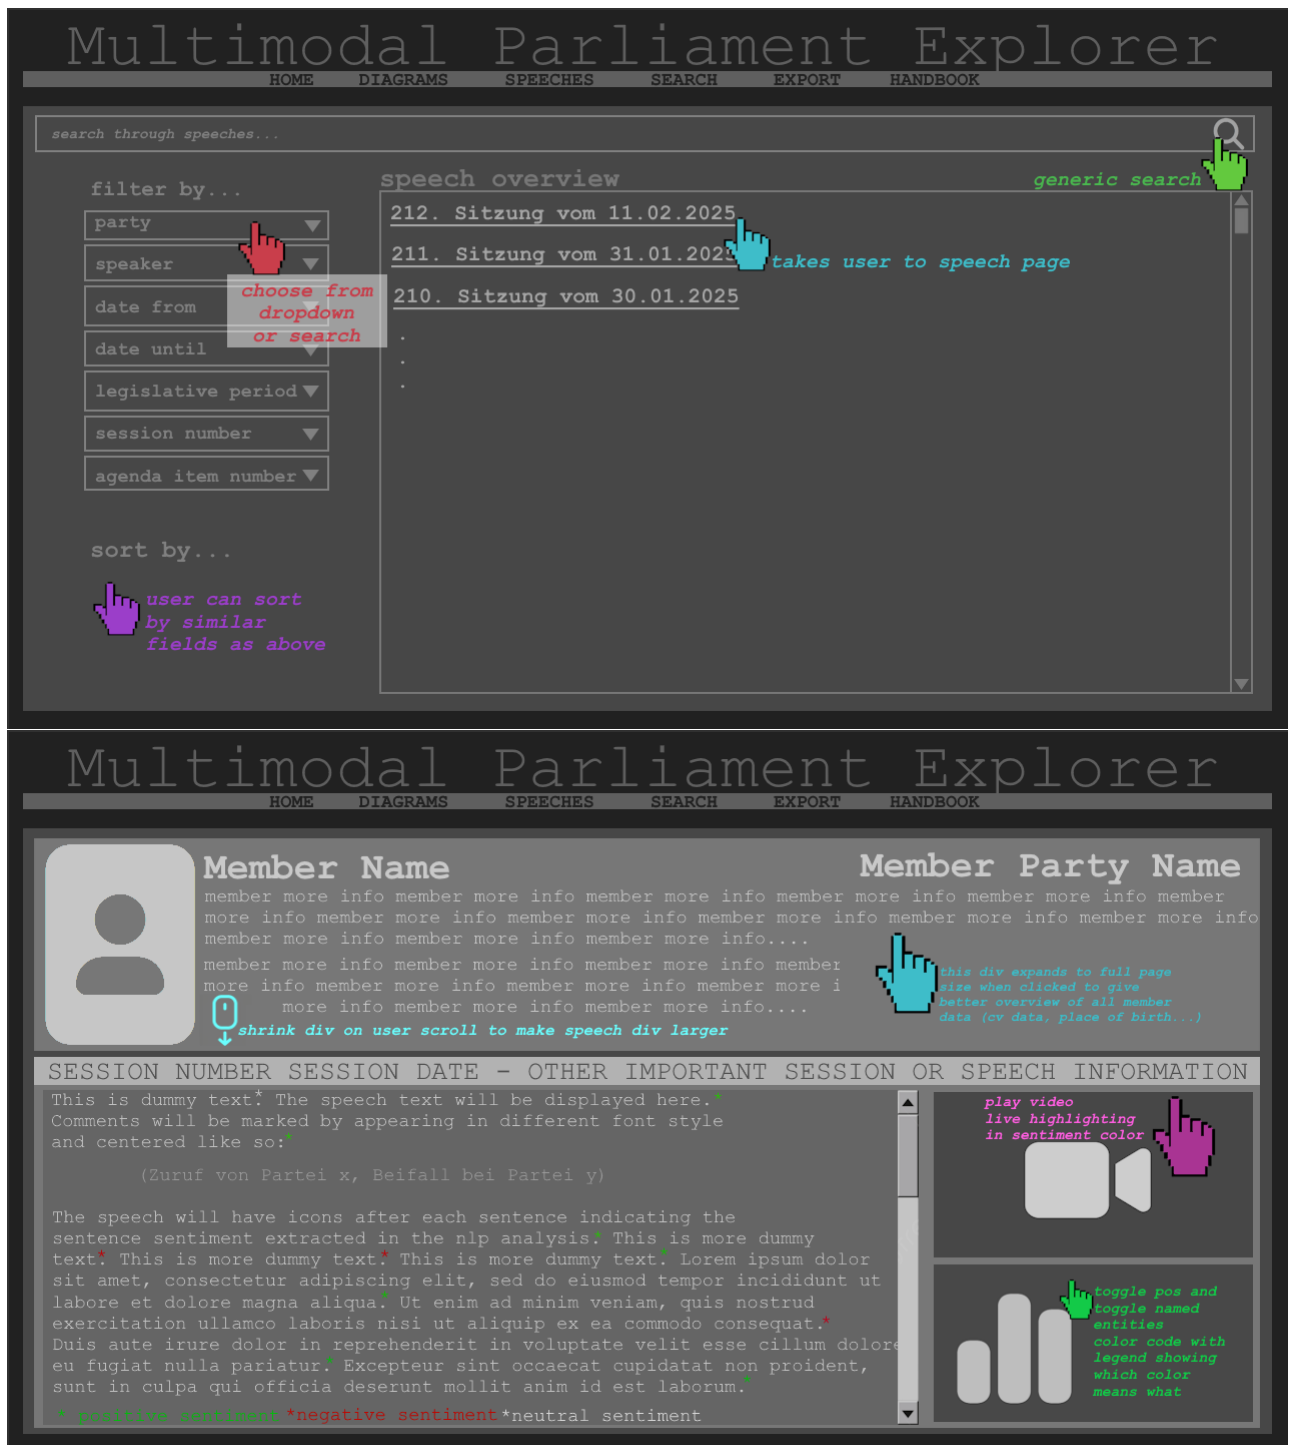 Multimodal Parliament Explorer
HOME DIAGRAMS SPEECHES SEARCH EXPORT HANDBOOK
search through speeches...
generic search
filter by...
party
speaker
date from
date until
legislative period
session number
agenda item number
choose from
dropdown
or search
sort by...
user can sort
by similar
fields as above
speech overview
212. Sitzung vom 11.02.2025
211. Sitzung vom 31.01.2025
210. Sitzung vom 30.01.2025
.
.
.
takes user to speech page
Multimodal Parliament Explorer
HOME DIAGRAMS SPEECHES SEARCH EXPORT HANDBOOK
Member Name
Member Party Name
member more info member more info member more info member more info member more info member
more info member more info member more info member more info member more info member more info
member more info member more info member more info....
member more info member more info member more info member
more info member more info member more info member more i
more info member more info member more info....
shrink div on user scroll to make speech div larger
this div expands to full page
size when clicked to give
better overview of all member
data (cv data, place of birth...)
SESSION NUMBER SESSION DATE - OTHER IMPORTANT SESSION OR SPEECH INFORMATION
This is dummy text.* The speech text will be displayed here.*
Comments will be marked by appearing in different font style
and centered like so:*
(Zuruf von Partei x, Beifall bei Partei y)
The speech will have icons after each sentence indicating the
sentence sentiment extracted in the nlp analysis.* This is more dummy
text.* This is more dummy text.* This is more dummy text.* Lorem ipsum dolor
sit amet, consectetur adipiscing elit, sed do eiusmod tempor incididunt ut
labore et dolore magna aliqua.* Ut enim ad minim veniam, quis nostrud
exercitation ullamco laboris nisi ut aliquip ex ea commodo consequat.*
Duis aute irure dolor in reprehenderit in voluptate velit esse cillum dolore
eu fugiat nulla pariatur.* Excepteur sint occaecat cupidatat non proident,
sunt in culpa qui officia deserunt mollit anim id est laborum.*
* positive sentiment *negative sentiment *neutral sentiment
play video
live highlighting
in sentiment color
toggle pos and
toggle named
entities
color code with
legend showing
which color
means what